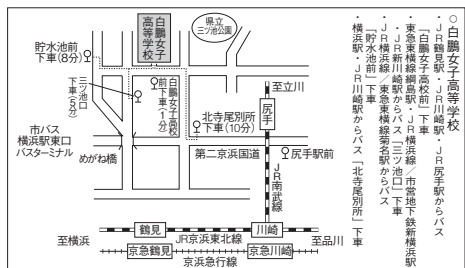 ○白鵬女子高等学校
・JR鶴見駅・JR川崎駅・JR尻手駅からバス
「白鵬女子高校前」下車
・東急東横線綱島駅・JR横浜線/市営地下鉄新横浜駅
・JR新川崎駅からバス「三ツ池口」下車
・JR横浜線/東急東横線菊名駅からバス
「貯水池前」下車
・横浜駅・JR川崎駅からバス「北寺尾別所」下車
白鵬女子
高等学校
県立
三ツ池公園
貯水池前
下車(8分)
三ツ池口
下車(5分)
白鵬女子高校
前下車(1分)
北寺尾別所
下車(10分)
至立川
尻手
市バス
横浜駅東口
バスターミナル
めがね橋
第二京浜国道
尻手駅前
JR南武線
鶴見
川崎
至横浜
JR京浜東北線
至品川
京急鶴見
京急川崎
京浜急行線